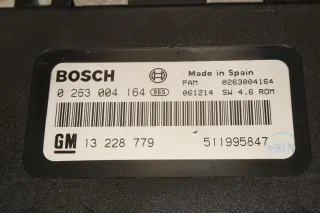 BOSCH Made in Spain
PAM 0263004164
0 263 004 164 965 061214 SW 4.6 ROM
GM 13 228 779 511995847